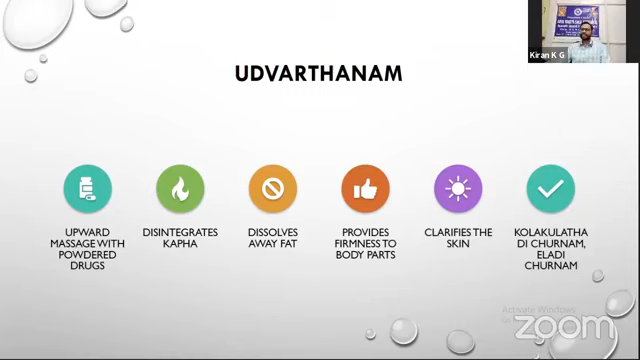 Kiran K G
UDVARTHANAM
UPWARD
MASSAGE WITH
POWDERED
DRUGS
DISINTEGRATES
KAPHA
DISSOLVES
AWAY FAT
PROVIDES
FIRMNESS TO
BODY PARTS
CLARIFIES THE
SKIN
KOLAKULATHA
DI CHURNAM,
ELADI
CHURNAM
Activate Windows
zoom